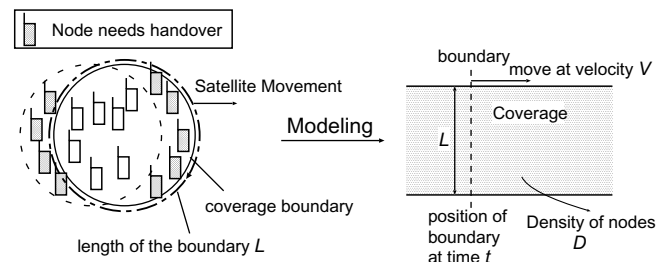 Node needs handover
Satellite Movement
Modeling
coverage boundary
length of the boundary L
boundary
move at velocity V
Coverage
L
position of
boundary
at time t
Density of nodes
D